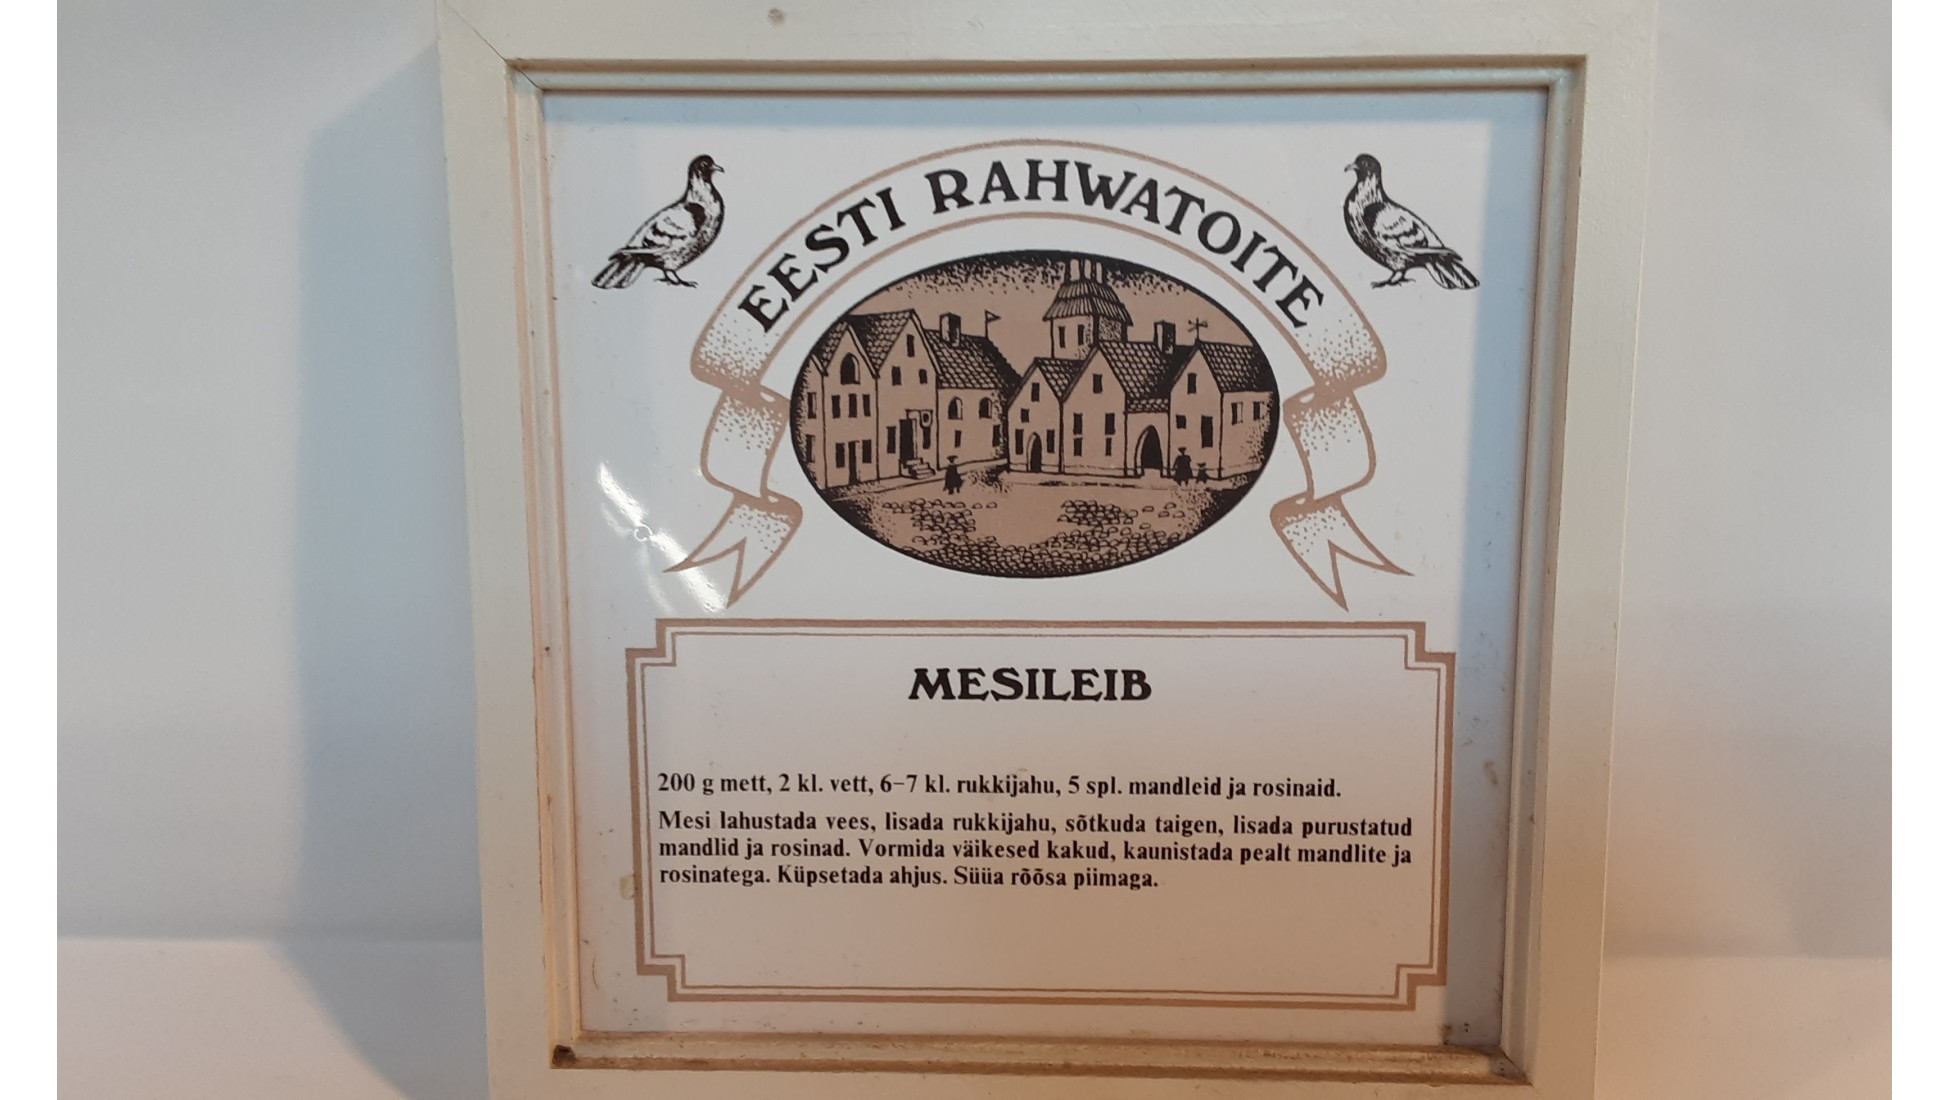 EESTI RAHWATOITE
MESILEIB
200 g mett, 2 kl. vett, 6–7 kl. rukkijahu, 5 spl. mandleid ja rosinaid.
Mesi lahustada vees, lisada rukkijahu, sõtkuda taigen, lisada purustatud
mandlid ja rosinad. Vormida väikesed kakud, kaunistada pealt mandlite ja
rosinatega. Küpsetada ahjus. Süüa rõõsa piimaga.